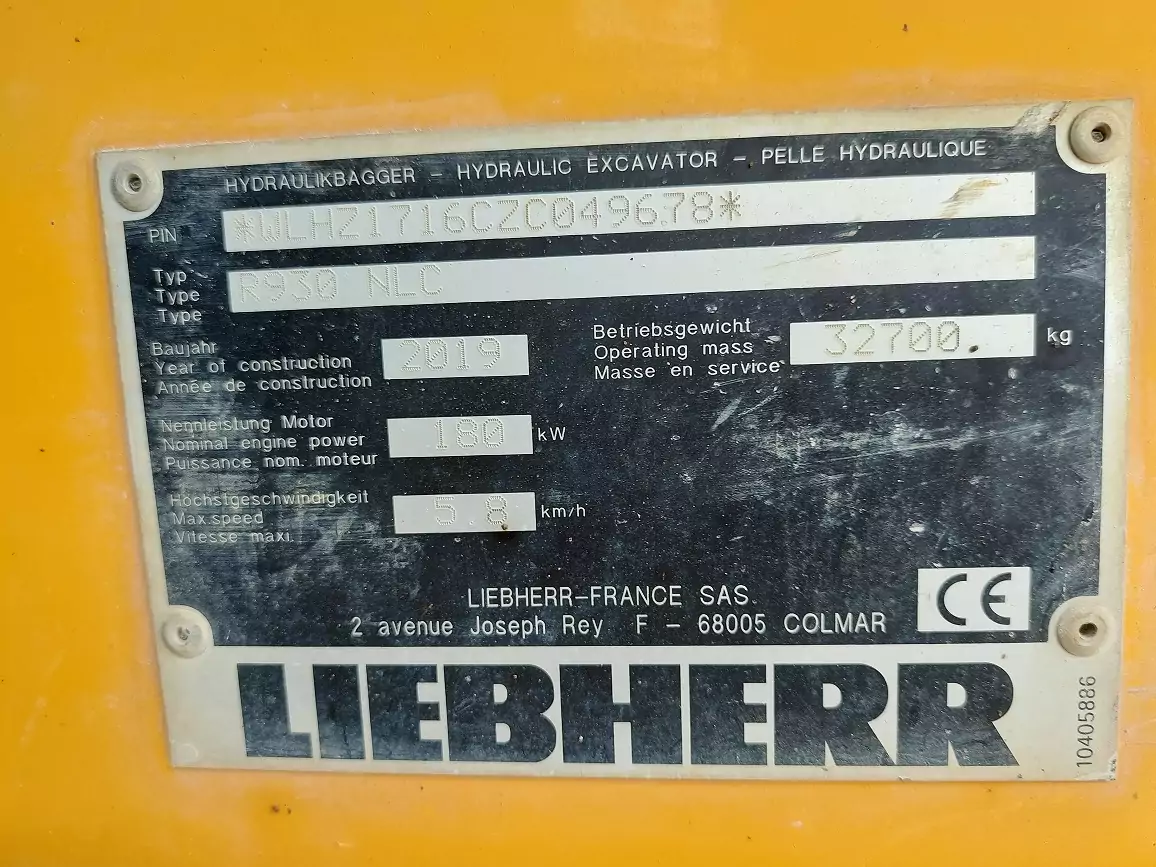 HYDRAULIKBAGGER - HYDRAULIC EXCAVATOR - PELLE HYDRAULIQUE
PIN *WLHZ1716CZC049678*
Typ
Type
Type
R930 NLC
Baujahr
Year of construction
Année de construction
2019
Betriebsgewicht
Operating mass
Masse en service
32700 kg
Nennleistung Motor
Nominal engine power
Puissance nom. moteur
180 kW
Höchstgeschwindigkeit
Max.speed
Vitesse maxi.
5.8 km/h
LIEBHERR-FRANCE SAS
2 avenue Joseph Rey F - 68005 COLMAR
CE
LIEBHERR
10405886